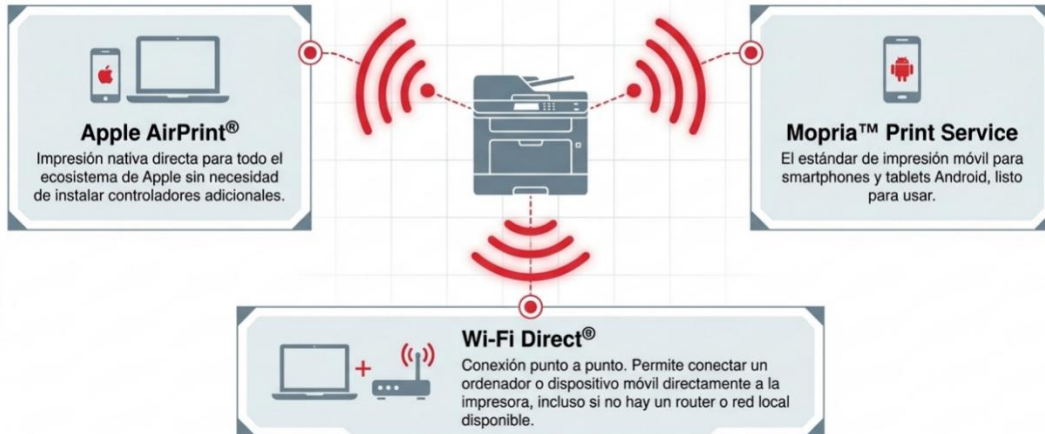 Apple AirPrint®
Impresión nativa directa para todo el
ecosistema de Apple sin necesidad
de instalar controladores adicionales.
Mopria™ Print Service
El estándar de impresión móvil para
smartphones y tablets Android, listo
para usar.
Wi-Fi Direct®
Conexión punto a punto. Permite conectar un
ordenador o dispositivo móvil directamente a la
impresora, incluso si no hay un router o red local
disponible.